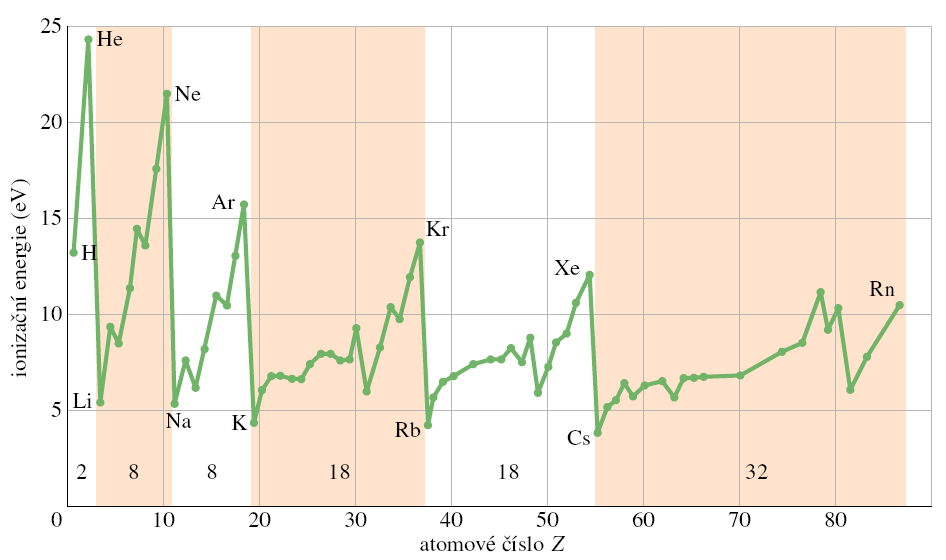 25
He
Ne
20
ionizační energie (eV)
15
Ar
Kr
H
Xe
Rn
10
Li
5
Na
K
Rb
Cs
2 8 8 18 18 32
0 10 20 30 40 50 60 70 80
atomové číslo Z